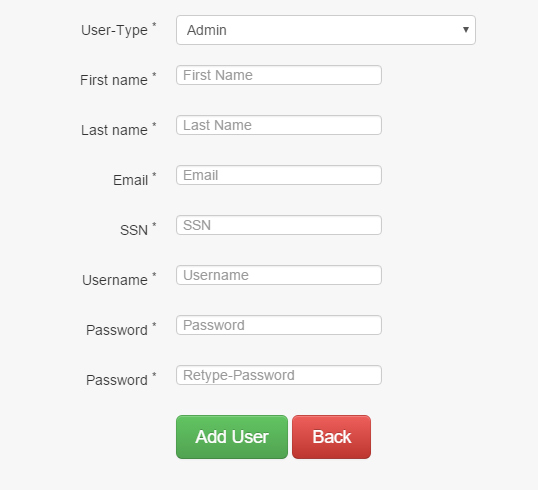 User-Type * Admin
First name * First Name
Last name * Last Name
Email * Email
SSN * SSN
Username * Username
Password * Password
Password * Retype-Password
Add User Back